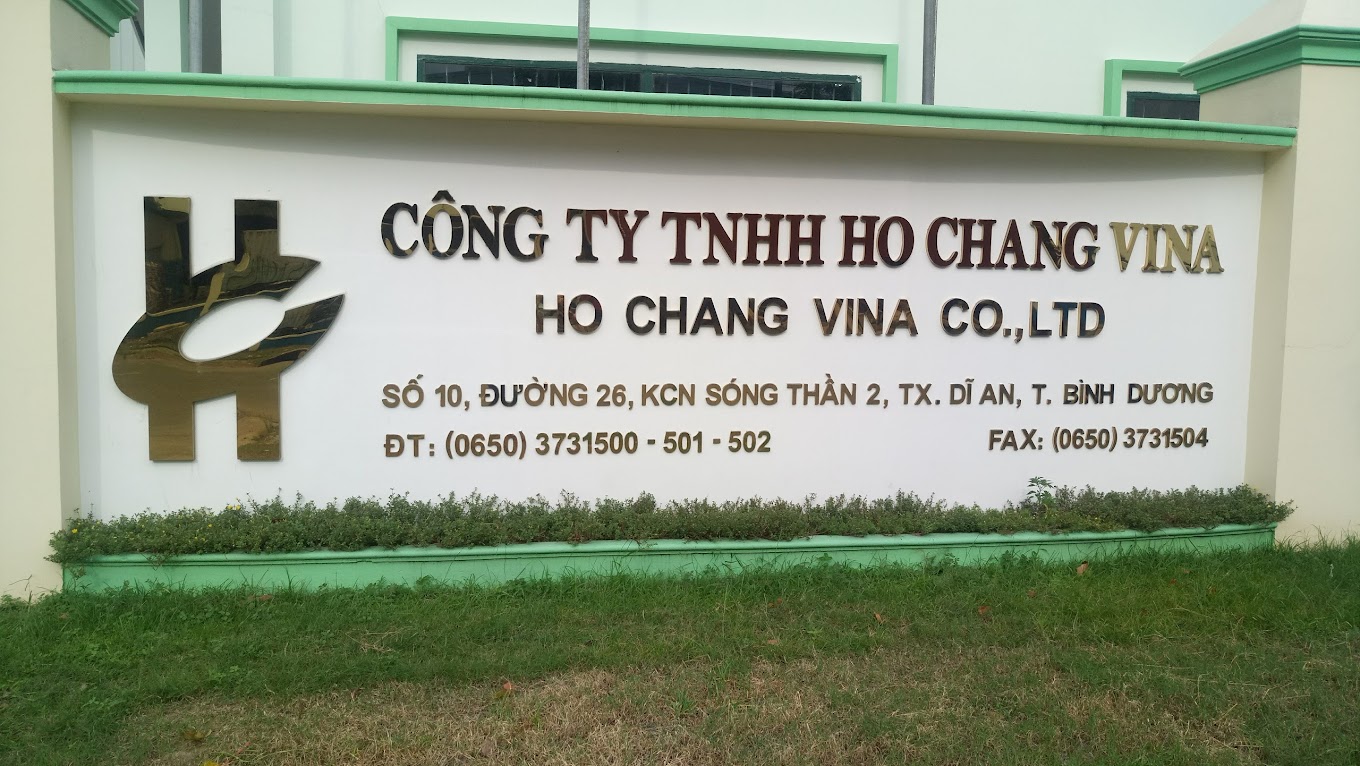 CÔNG TY TNHH HO CHANG VINA
HO CHANG VINA CO.,LTD
SỐ 10, ĐƯỜNG 26, KCN SÓNG THẦN 2, TX. DĨ AN, T. BÌNH DƯƠNG
ĐT: (0650) 3731500 - 501 - 502 FAX: (0650) 3731504